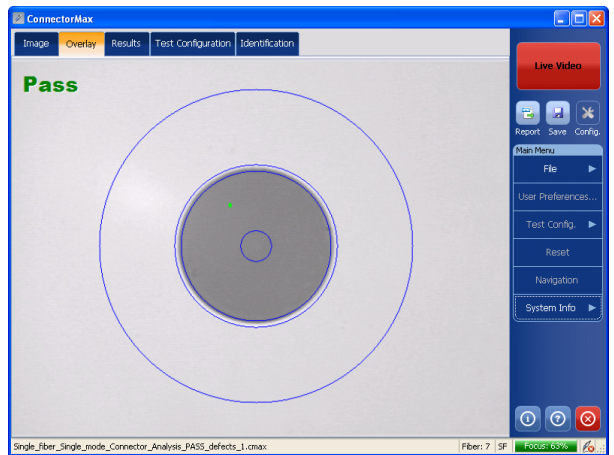 ConnectorMax
Image Overlay Results Test Configuration Identification
Pass
Live Video
Report Save Config.
Main Menu
File
User Preferences...
Test Config.
Reset
Navigation
System Info
Single_fiber_Single_mode_Connector_Analysis_PASS_defects_1.cmax Fiber: 7 SF Focus: 63%